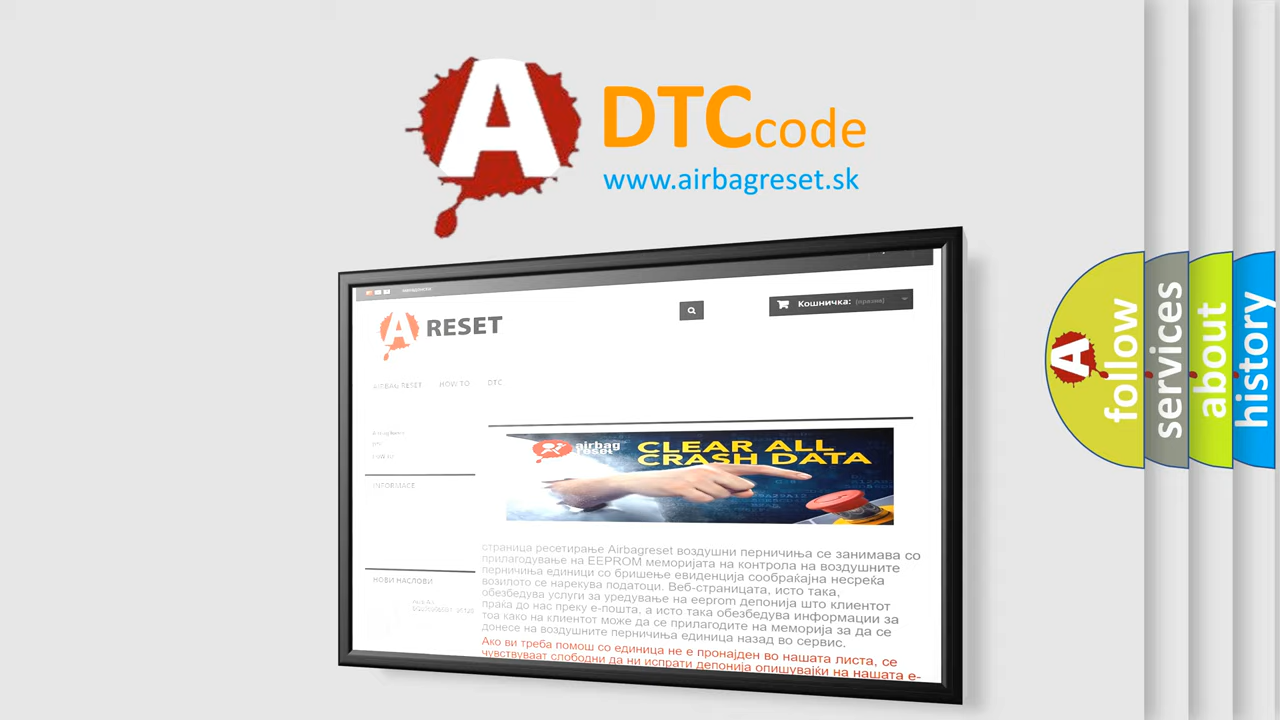 A
DTCcode
www.airbagreset.sk
A RESET
Кошничка: (празна)
AIRBAG RESET HOW TO DTC
INFORMACE
НОВИ НАСЛОВИ
airbag
reset
CLEAR ALL
CRASH DATA
страница ресетирање Airbagreset воздушни перничиња се занимава со
прилагодување на EEPROM меморијата на контрола на воздушните
перничиња единици со бришење евиденција сообраќајна несреќа
возилото се нарекува податоци. Веб-страницата, исто така,
обезбедува услуги за уредување на eeprom депонија што клиентот
праќа до нас преку е-пошта, а исто така обезбедува информации за
тоа како на клиентот може да се прилагодите на меморија за да се
донесе на воздушните перничиња единица назад во сервис.
Ако ви треба помош со единица не е пронајден во нашата листа, се
чувствуваат слободни да ни испрати депонија опишувајќи на нашата е-
A
follow
services
about
history